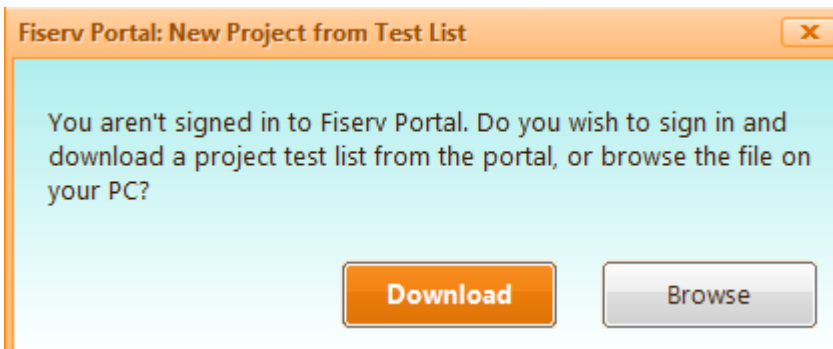 Fiserv Portal: New Project from Test List
You aren't signed in to Fiserv Portal. Do you wish to sign in and
download a project test list from the portal, or browse the file on
your PC?
Download
Browse